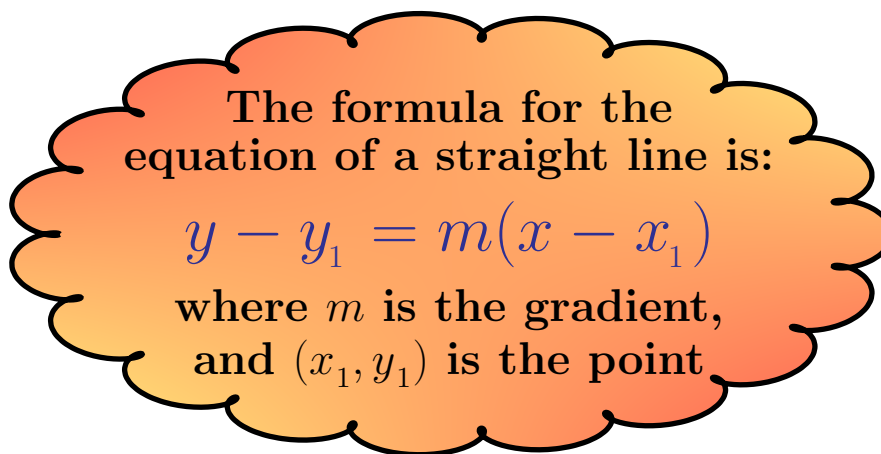 The formula for the
equation of a straight line is:
y − y₁ = m(x − x₁)
where m is the gradient,
and (x₁, y₁) is the point